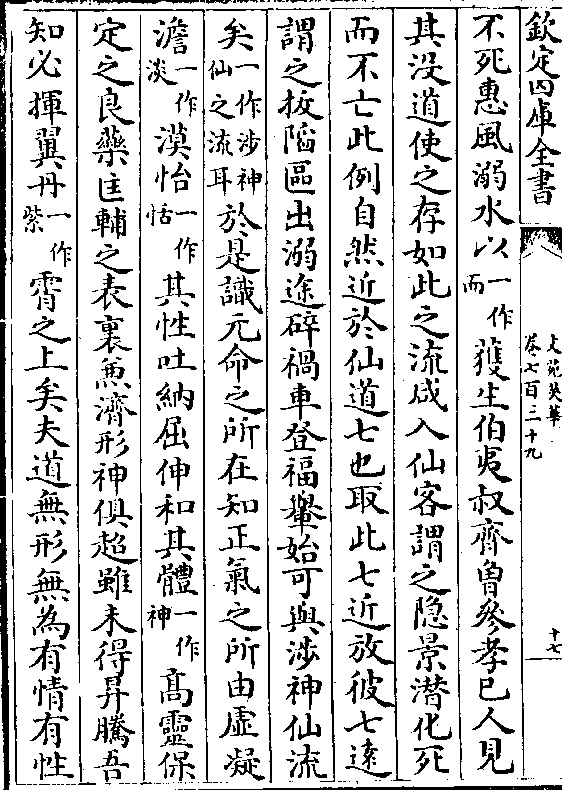 欽定四庫全書
文苑英華
卷七百三十九
十七
不死惠風溺水以一作而獲生伯夷叔齊曾參孝已人見
其没道使之存如此之流咸入仙客謂之隐景潛化死
而不亡此例自然近於仙道七也取此七近放彼七遠
謂之拔陷區出溺途碎禍車登福轝始可與涉神仙流
矣一作涉神仙之流耳於是識元命之所在知正氣之所由虛凝
澹一作淡漠怡一作恬其性吐納屈伸和其體一作神髙靈保
定之良藥匡輔之表裏兼濟形神俱超雖未得昇騰吾
知必揮翼丹一作紫霄之上矣夫道無形無為有情有性